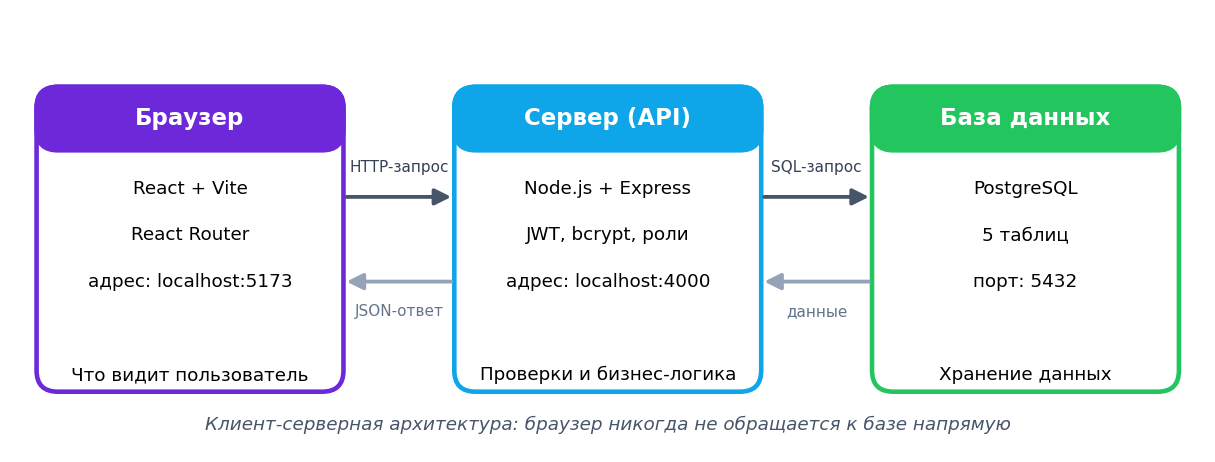 Браузер
React + Vite
React Router
адрес: localhost:5173
Что видит пользователь
HTTP-запрос
JSON-ответ
Сервер (API)
Node.js + Express
JWT, bcrypt, роли
адрес: localhost:4000
Проверки и бизнес-логика
SQL-запрос
данные
База данных
PostgreSQL
5 таблиц
порт: 5432
Хранение данных
Клиент-серверная архитектура: браузер никогда не обращается к базе напрямую